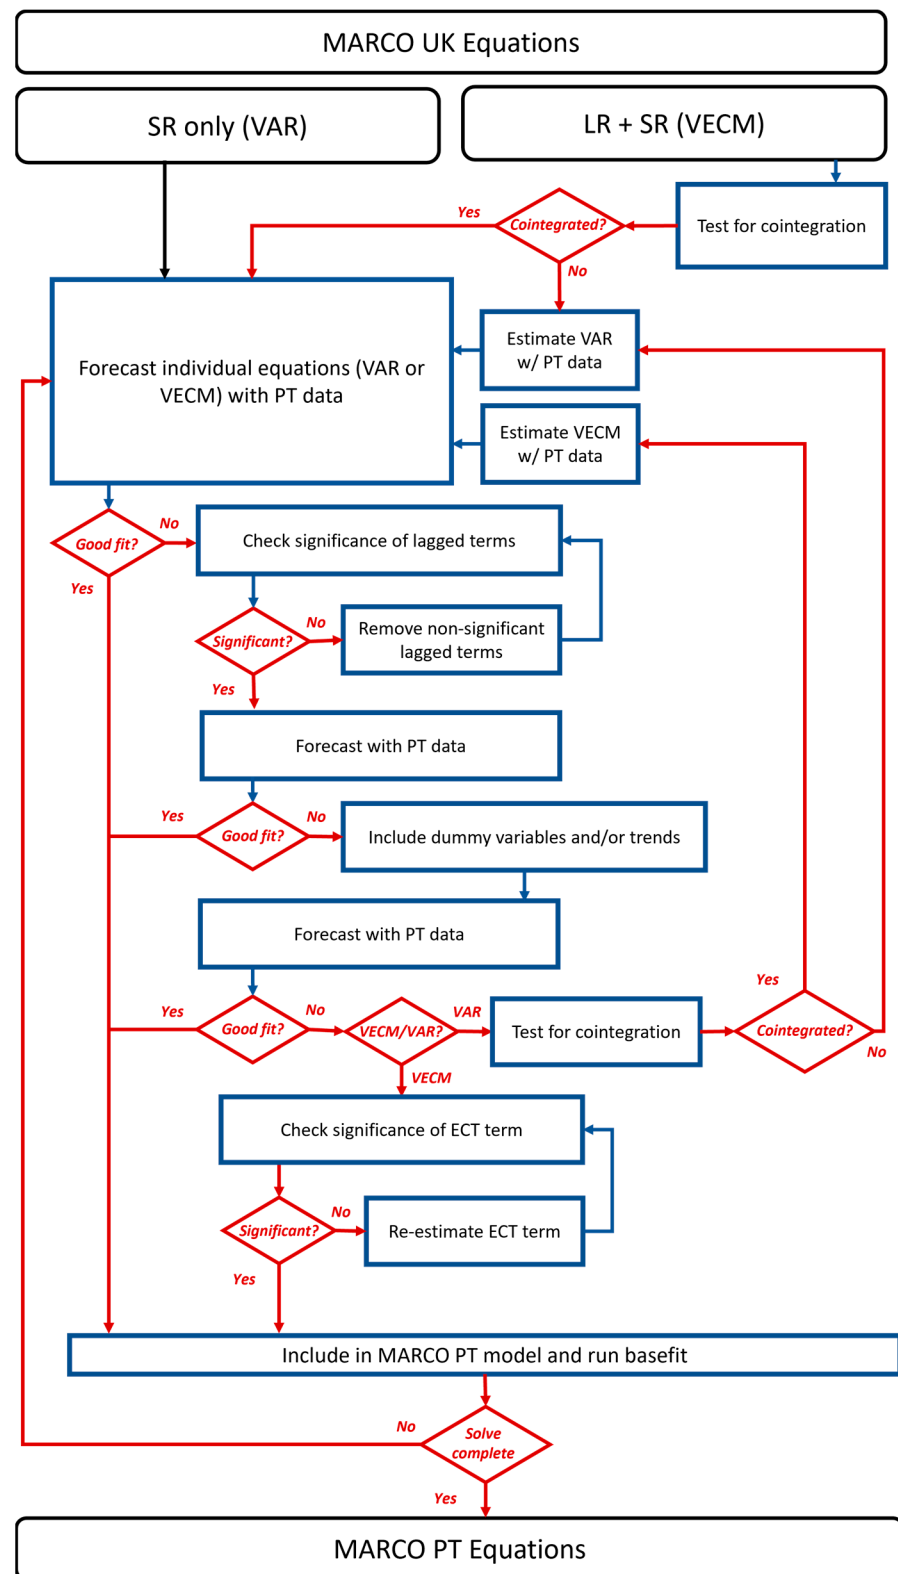 MARCO UK Equations
SR only (VAR)
LR + SR (VECM)
Test for cointegration
Cointegrated?
Yes
No
Estimate VAR
w/ PT data
Forecast individual equations (VAR or
VECM) with PT data
Estimate VECM
w/ PT data
Good fit?
No
Yes
Check significance of lagged terms
Significant?
No
Yes
Remove non-significant
lagged terms
Forecast with PT data
Good fit?
Yes
No
Include dummy variables and/or trends
Forecast with PT data
Good fit?
Yes
No
VECM/VAR?
VAR
VECM
Test for cointegration
Cointegrated?
Yes
No
Check significance of ECT term
Significant?
No
Yes
Re-estimate ECT term
Include in MARCO PT model and run basefit
Solve
complete
No
Yes
MARCO PT Equations